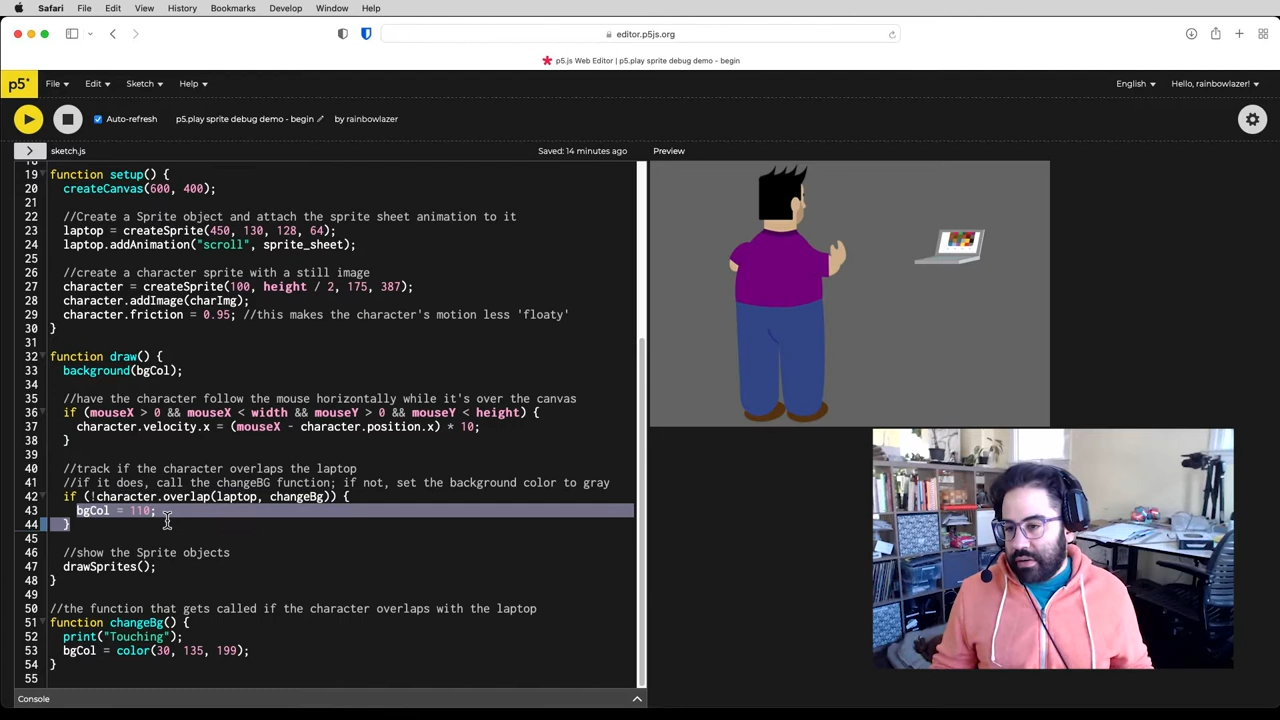 Safari File Edit View History Bookmarks Develop Window Help
editor.p5js.org
p5.js Web Editor | p5.play sprite debug demo - begin
p5* File Edit Sketch Help English Hello, rainbowlazer!
Auto-refresh p5.play sprite debug demo - begin by rainbowlazer
sketch.js Saved: 14 minutes ago Preview
19 function setup() {
20 createCanvas(600, 400);
21
22 //Create a Sprite object and attach the sprite sheet animation to it
23 laptop = createSprite(450, 130, 128, 64);
24 laptop.addAnimation("scroll", sprite_sheet);
25
26 //create a character sprite with a still image
27 character = createSprite(100, height / 2, 175, 387);
28 character.addImage(charImg);
29 character.friction = 0.95; //this makes the character's motion less 'floaty'
30 }
31
32 function draw() {
33 background(bgCol);
34
35 //have the character follow the mouse horizontally while it's over the canvas
36 if (mouseX > 0 && mouseX < width && mouseY > 0 && mouseY < height) {
37 character.velocity.x = (mouseX - character.position.x) * 10;
38 }
39
40 //track if the character overlaps the laptop
41 //if it does, call the changeBG function; if not, set the background color to gray
42 if (!character.overlap(laptop, changeBg)) {
43 bgCol = 110;
44 }
45
46 //show the Sprite objects
47 drawSprites();
48 }
49
50 //the function that gets called if the character overlaps with the laptop
51 function changeBg() {
52 print("Touching");
53 bgCol = color(30, 135, 199);
54 }
55
Console